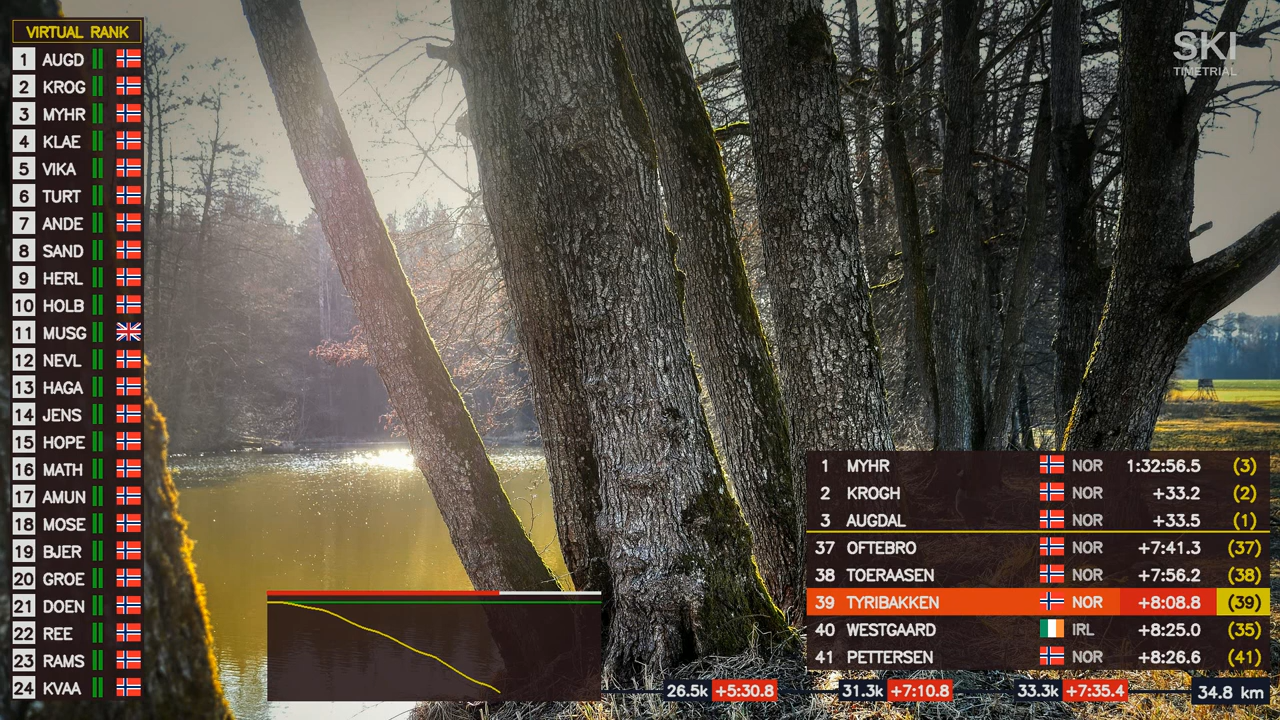 VIRTUAL RANK
1 AUGD
2 KROG
3 MYHR
4 KLAE
5 VIKA
6 TURT
7 ANDE
8 SAND
9 HERL
10 HOLB
11 MUSG
12 NEVL
13 HAGA
14 JENS
15 HOPE
16 MATH
17 AMUN
18 MOSE
19 BJER
20 GROE
21 DOEN
22 REE
23 RAMS
24 KVAA
SKI
TIMETRIAL
1 MYHR NOR 1:32:56.5 (3)
2 KROGH NOR +33.2 (2)
3 AUGDAL NOR +33.5 (1)
37 OFTEBRO NOR +7:41.3 (37)
38 TOERAASEN NOR +7:56.2 (38)
39 TYRIBAKKEN NOR +8:08.8 (39)
40 WESTGAARD IRL +8:25.0 (35)
41 PETTERSEN NOR +8:26.6 (41)
26.5k +5:30.8 31.3k +7:10.8 33.3k +7:35.4 34.8 km